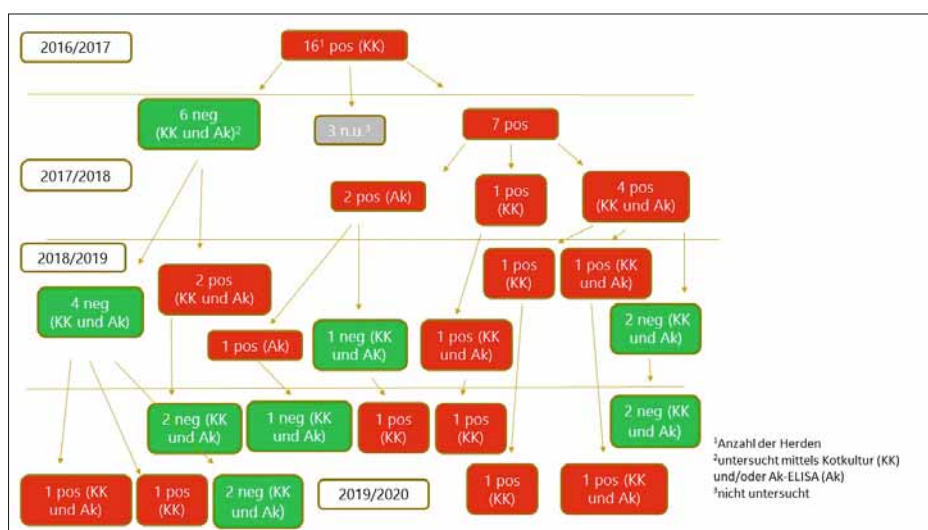 2016/2017
16¹ pos (KK)
6 neg
(KK und Ak)²
3 n.u.³
7 pos
2017/2018
2 pos (Ak)
1 pos
(KK)
4 pos
(KK und Ak)
2018/2019
4 neg
(KK und Ak)
2 pos
(KK und Ak)
1 pos (Ak)
1 neg (KK
und Ak)
1 pos (KK
und Ak)
1 pos
(KK)
1 pos (KK
und Ak)
2 neg (KK
und Ak)
2 neg (KK
und Ak)
1 neg (KK
und Ak)
1 pos
(KK)
1 pos
(KK)
2 neg (KK
und Ak)
1 pos (KK
und Ak)
1 pos
(KK)
2 neg (KK
und Ak)
2019/2020
1 pos
(KK)
1 pos (KK
und Ak)
¹Anzahl der Herden
²untersucht mittels Kotkultur (KK)
und/oder Ak-ELISA (Ak)
³nicht untersucht